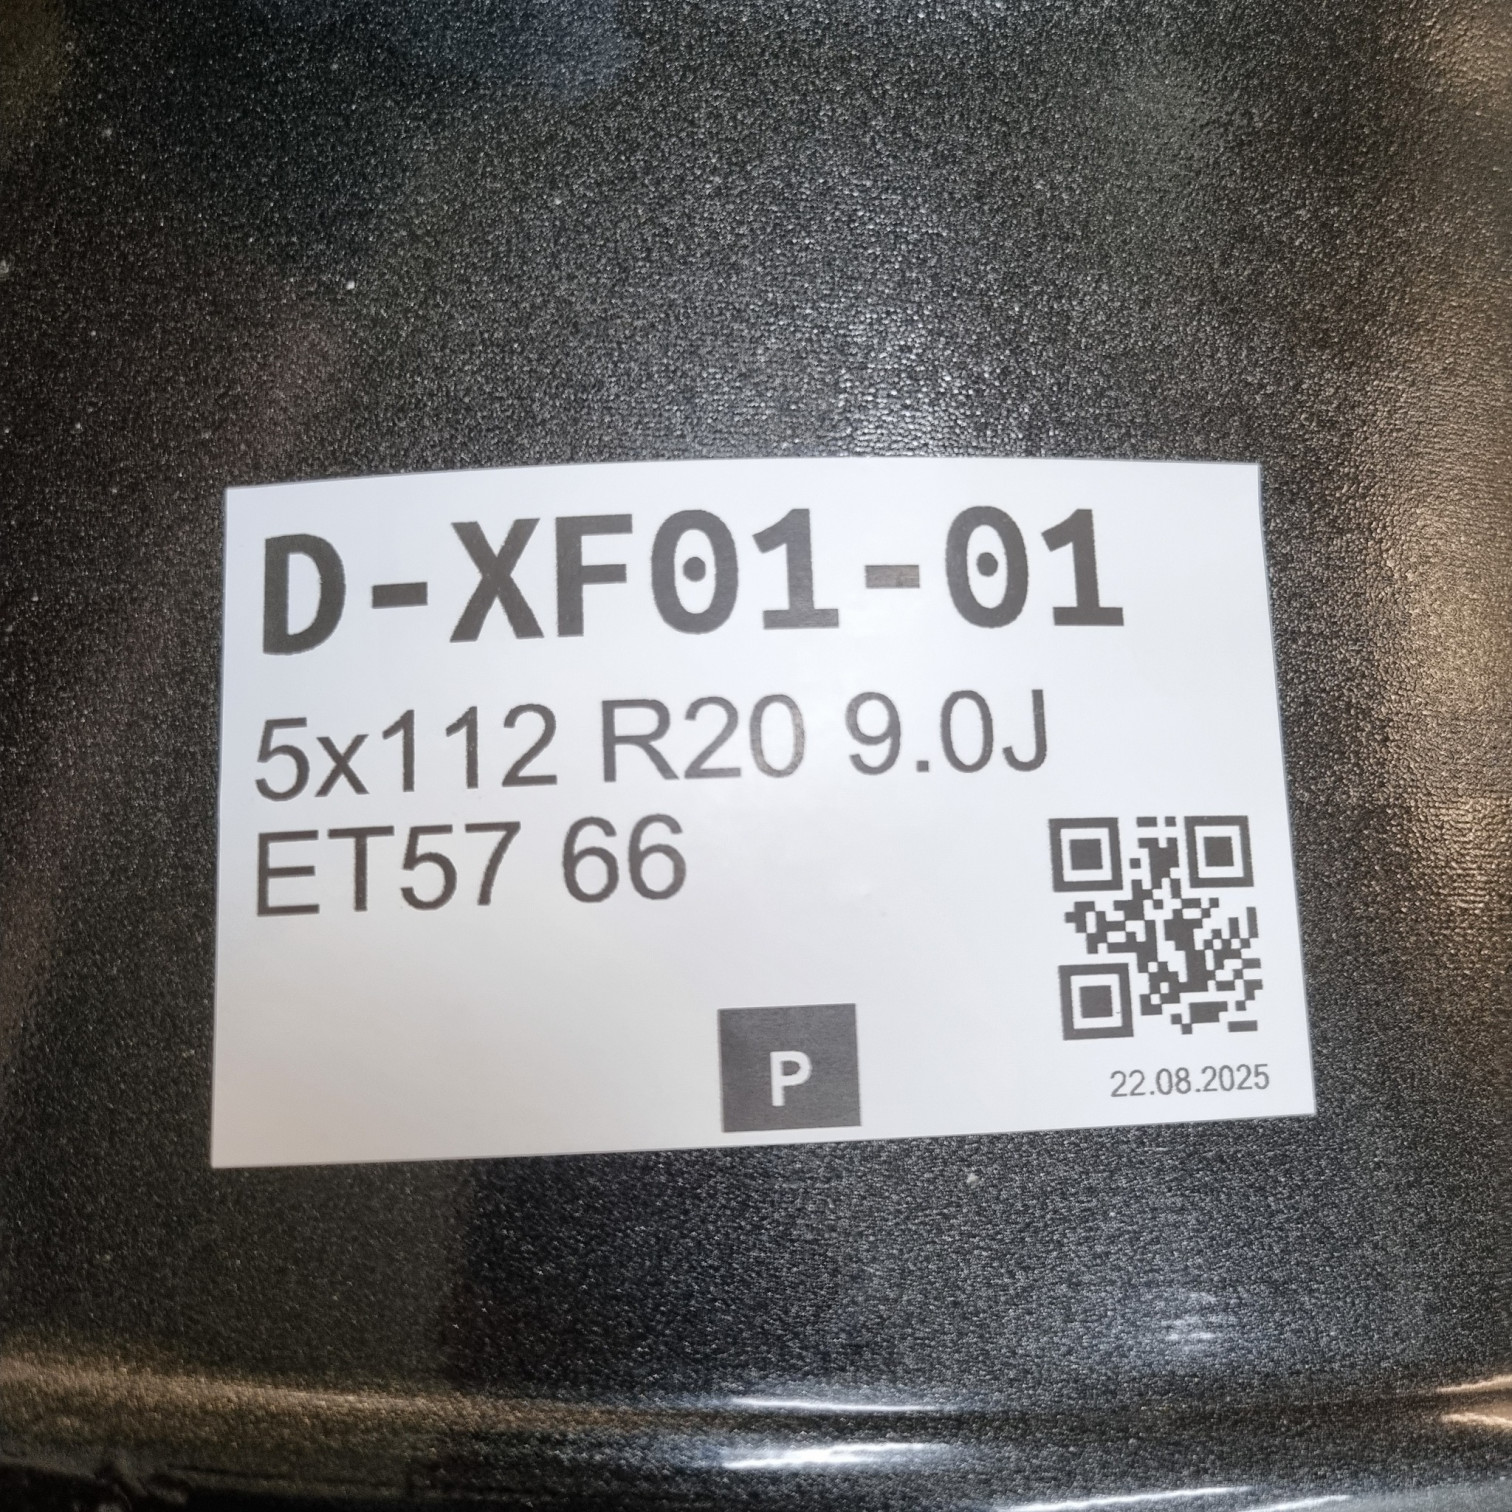 D-XF01-01
5x112 R20 9.0J
ET57 66
P
22.08.2025